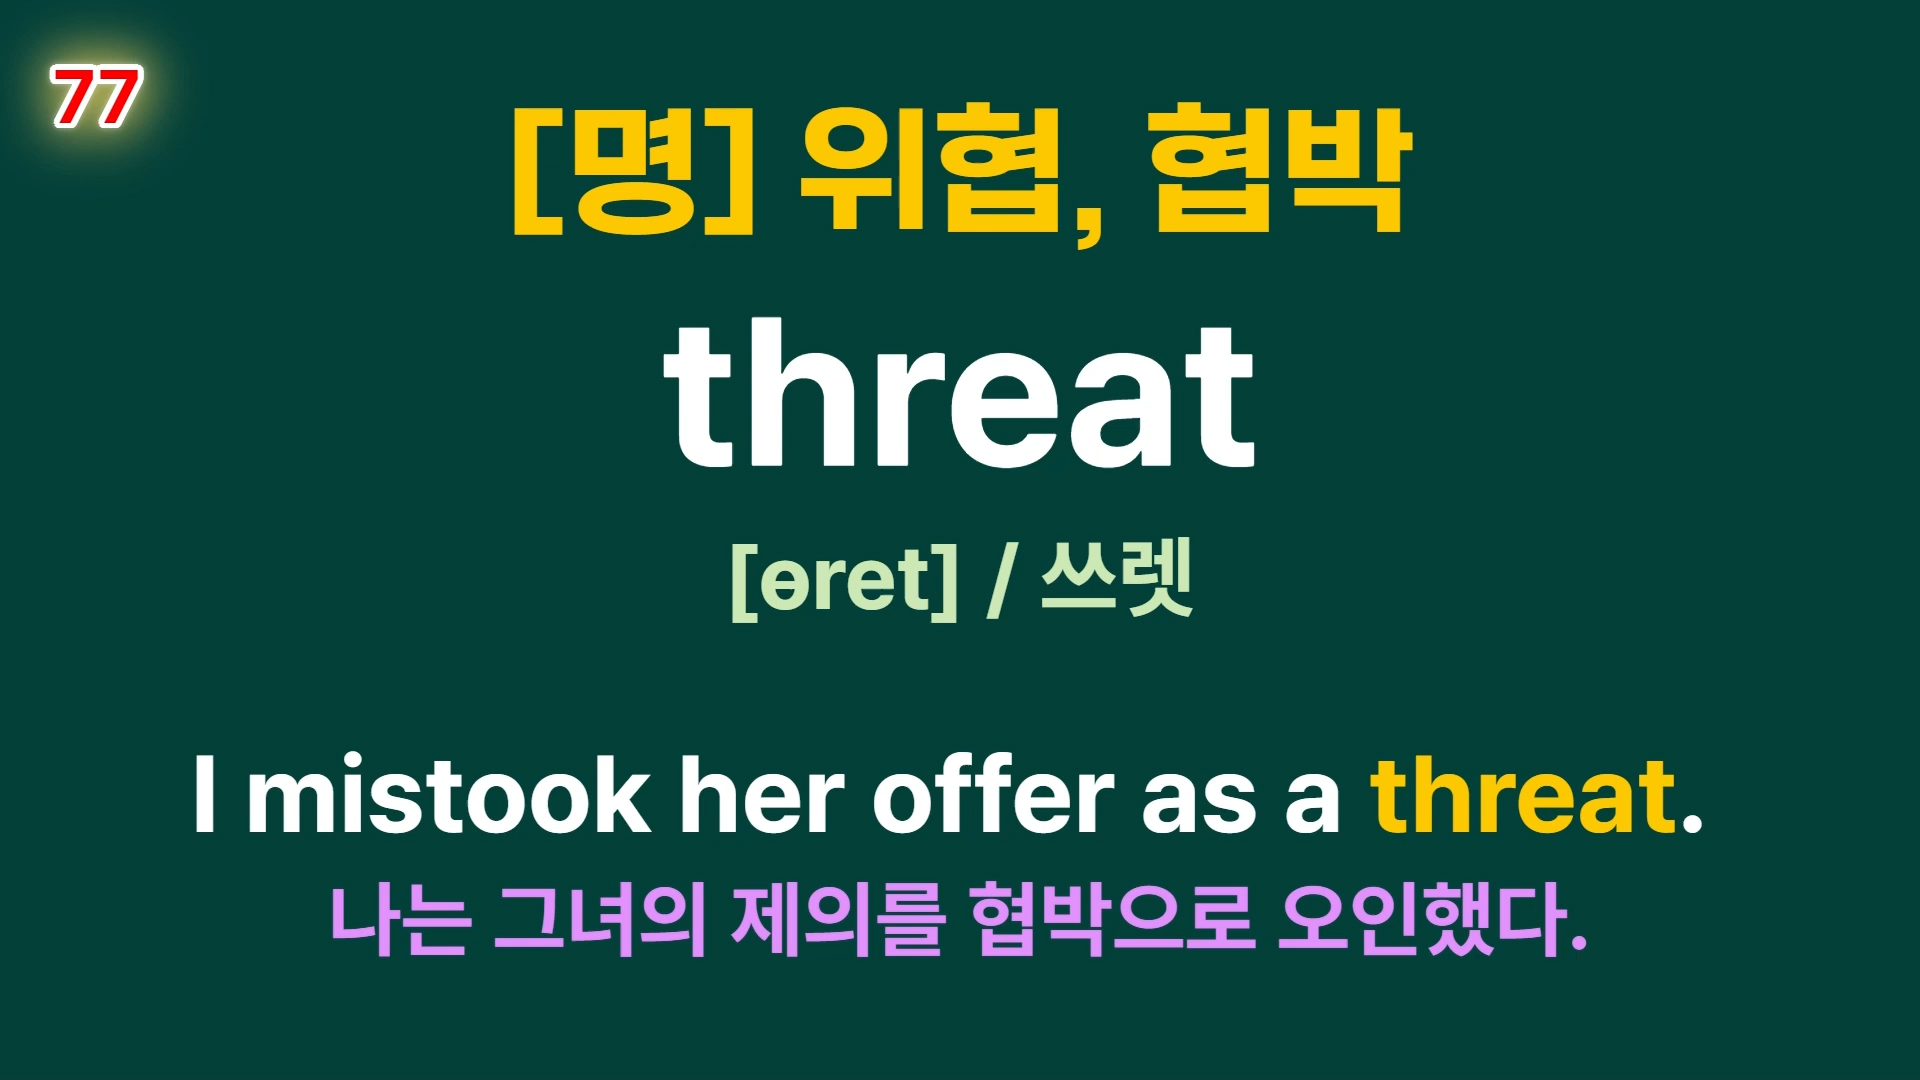 77
[명] 위협, 협박
threat
[ɵret] / 쓰렛
I mistook her offer as a threat.
나는 그녀의 제의를 협박으로 오인했다.